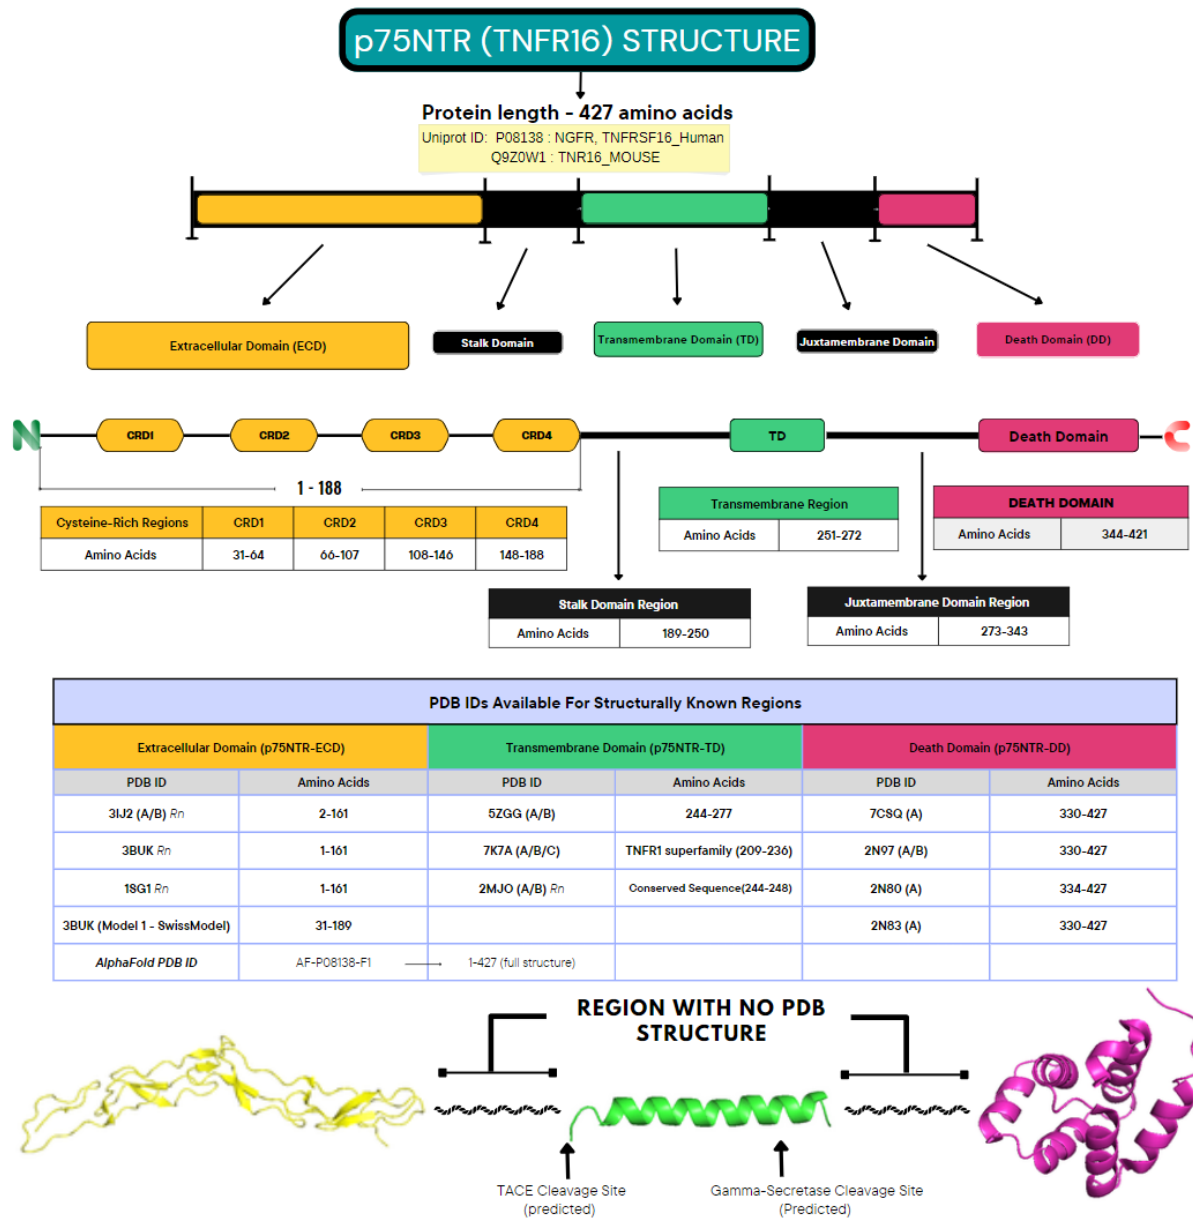 p75NTR (TNFR16) STRUCTURE
Protein length - 427 amino acids
Uniprot ID: P08138 : NGFR, TNFRSF16_Human
Q9Z0W1 : TNR16_MOUSE
Extracellular Domain (ECD)
Stalk Domain
Transmembrane Domain (TD)
Juxtamembrane Domain
Death Domain (DD)
N
CRD1
CRD2
CRD3
CRD4
TD
Death Domain
C
1 - 188
Cysteine-Rich Regions CRD1 CRD2 CRD3 CRD4
Amino Acids 31-64 66-107 108-146 148-188
Transmembrane Region
Amino Acids 251-272
DEATH DOMAIN
Amino Acids 344-421
Stalk Domain Region
Amino Acids 189-250
Juxtamembrane Domain Region
Amino Acids 273-343
PDB IDs Available For Structurally Known Regions
Extracellular Domain (p75NTR-ECD) Transmembrane Domain (p75NTR-TD) Death Domain (p75NTR-DD)
PDB ID Amino Acids PDB ID Amino Acids PDB ID Amino Acids
3IJ2 (A/B) Rn 2-161 5ZGG (A/B) 244-277 7CSQ (A) 330-427
3BUK Rn 1-161 7K7A (A/B/C) TNFR1 superfamily (209-236) 2N97 (A/B) 330-427
1SG1 Rn 1-161 2MJO (A/B) Rn Conserved Sequence(244-248) 2N80 (A) 334-427
3BUK (Model 1 - SwissModel) 31-189 2N83 (A) 330-427
AlphaFold PDB ID AF-P08138-F1 1-427 (full structure)
REGION WITH NO PDB
STRUCTURE
TACE Cleavage Site
(predicted)
Gamma-Secretase Cleavage Site
(Predicted)